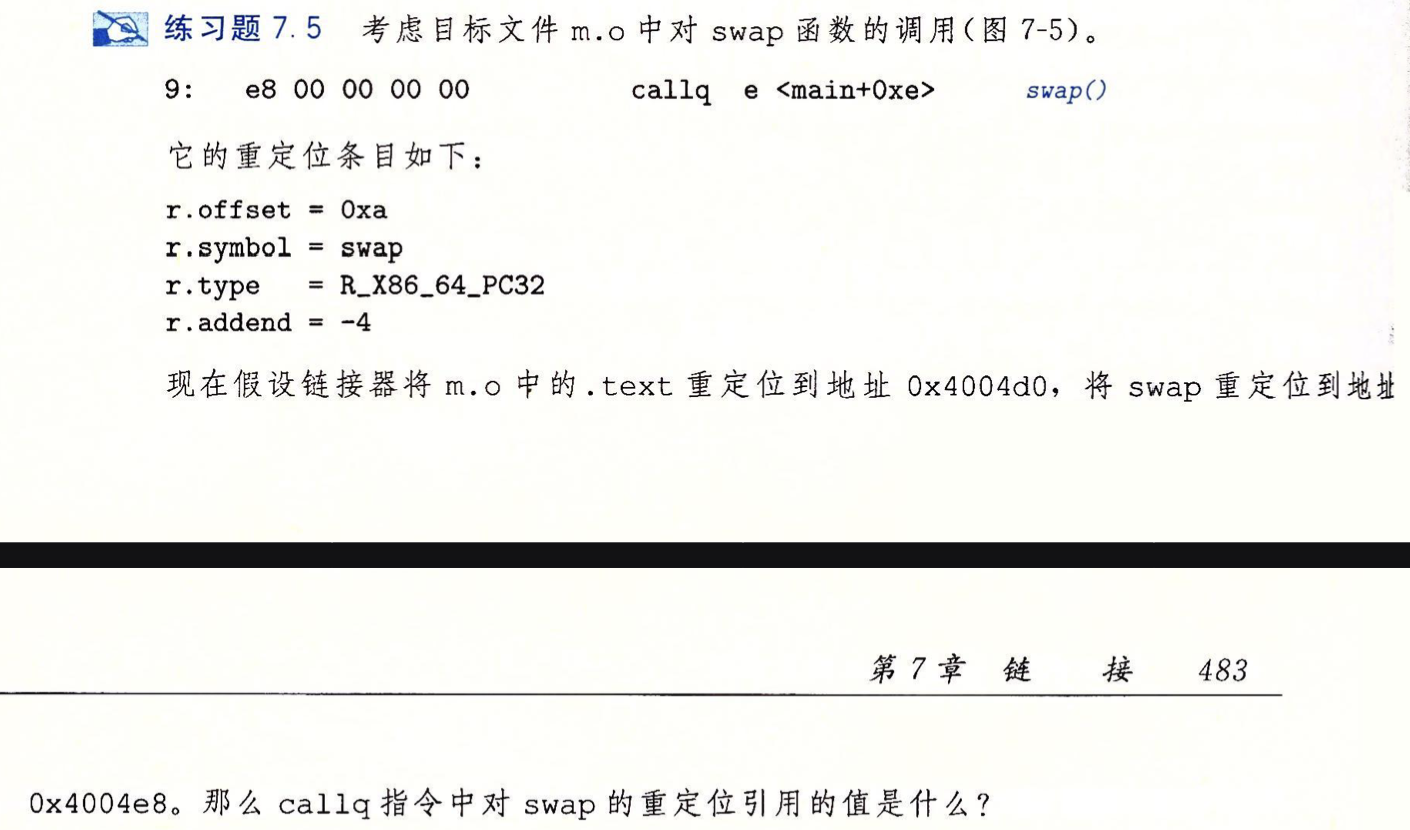 练习题 7.5 考虑目标文件 m.o 中对 swap 函数的调用(图 7-5)。
9: e8 00 00 00 00 callq e <main+0xe> swap()
它的重定位条目如下:
r.offset = 0xa
r.symbol = swap
r.type = R_X86_64_PC32
r.addend = -4
现在假设链接器将 m.o 中的.text 重定位到地址 0x4004d0，将 swap 重定位到地址
第 7 章 链 接 483
0x4004e8。那么 callq 指令中对 swap 的重定位引用的值是什么?